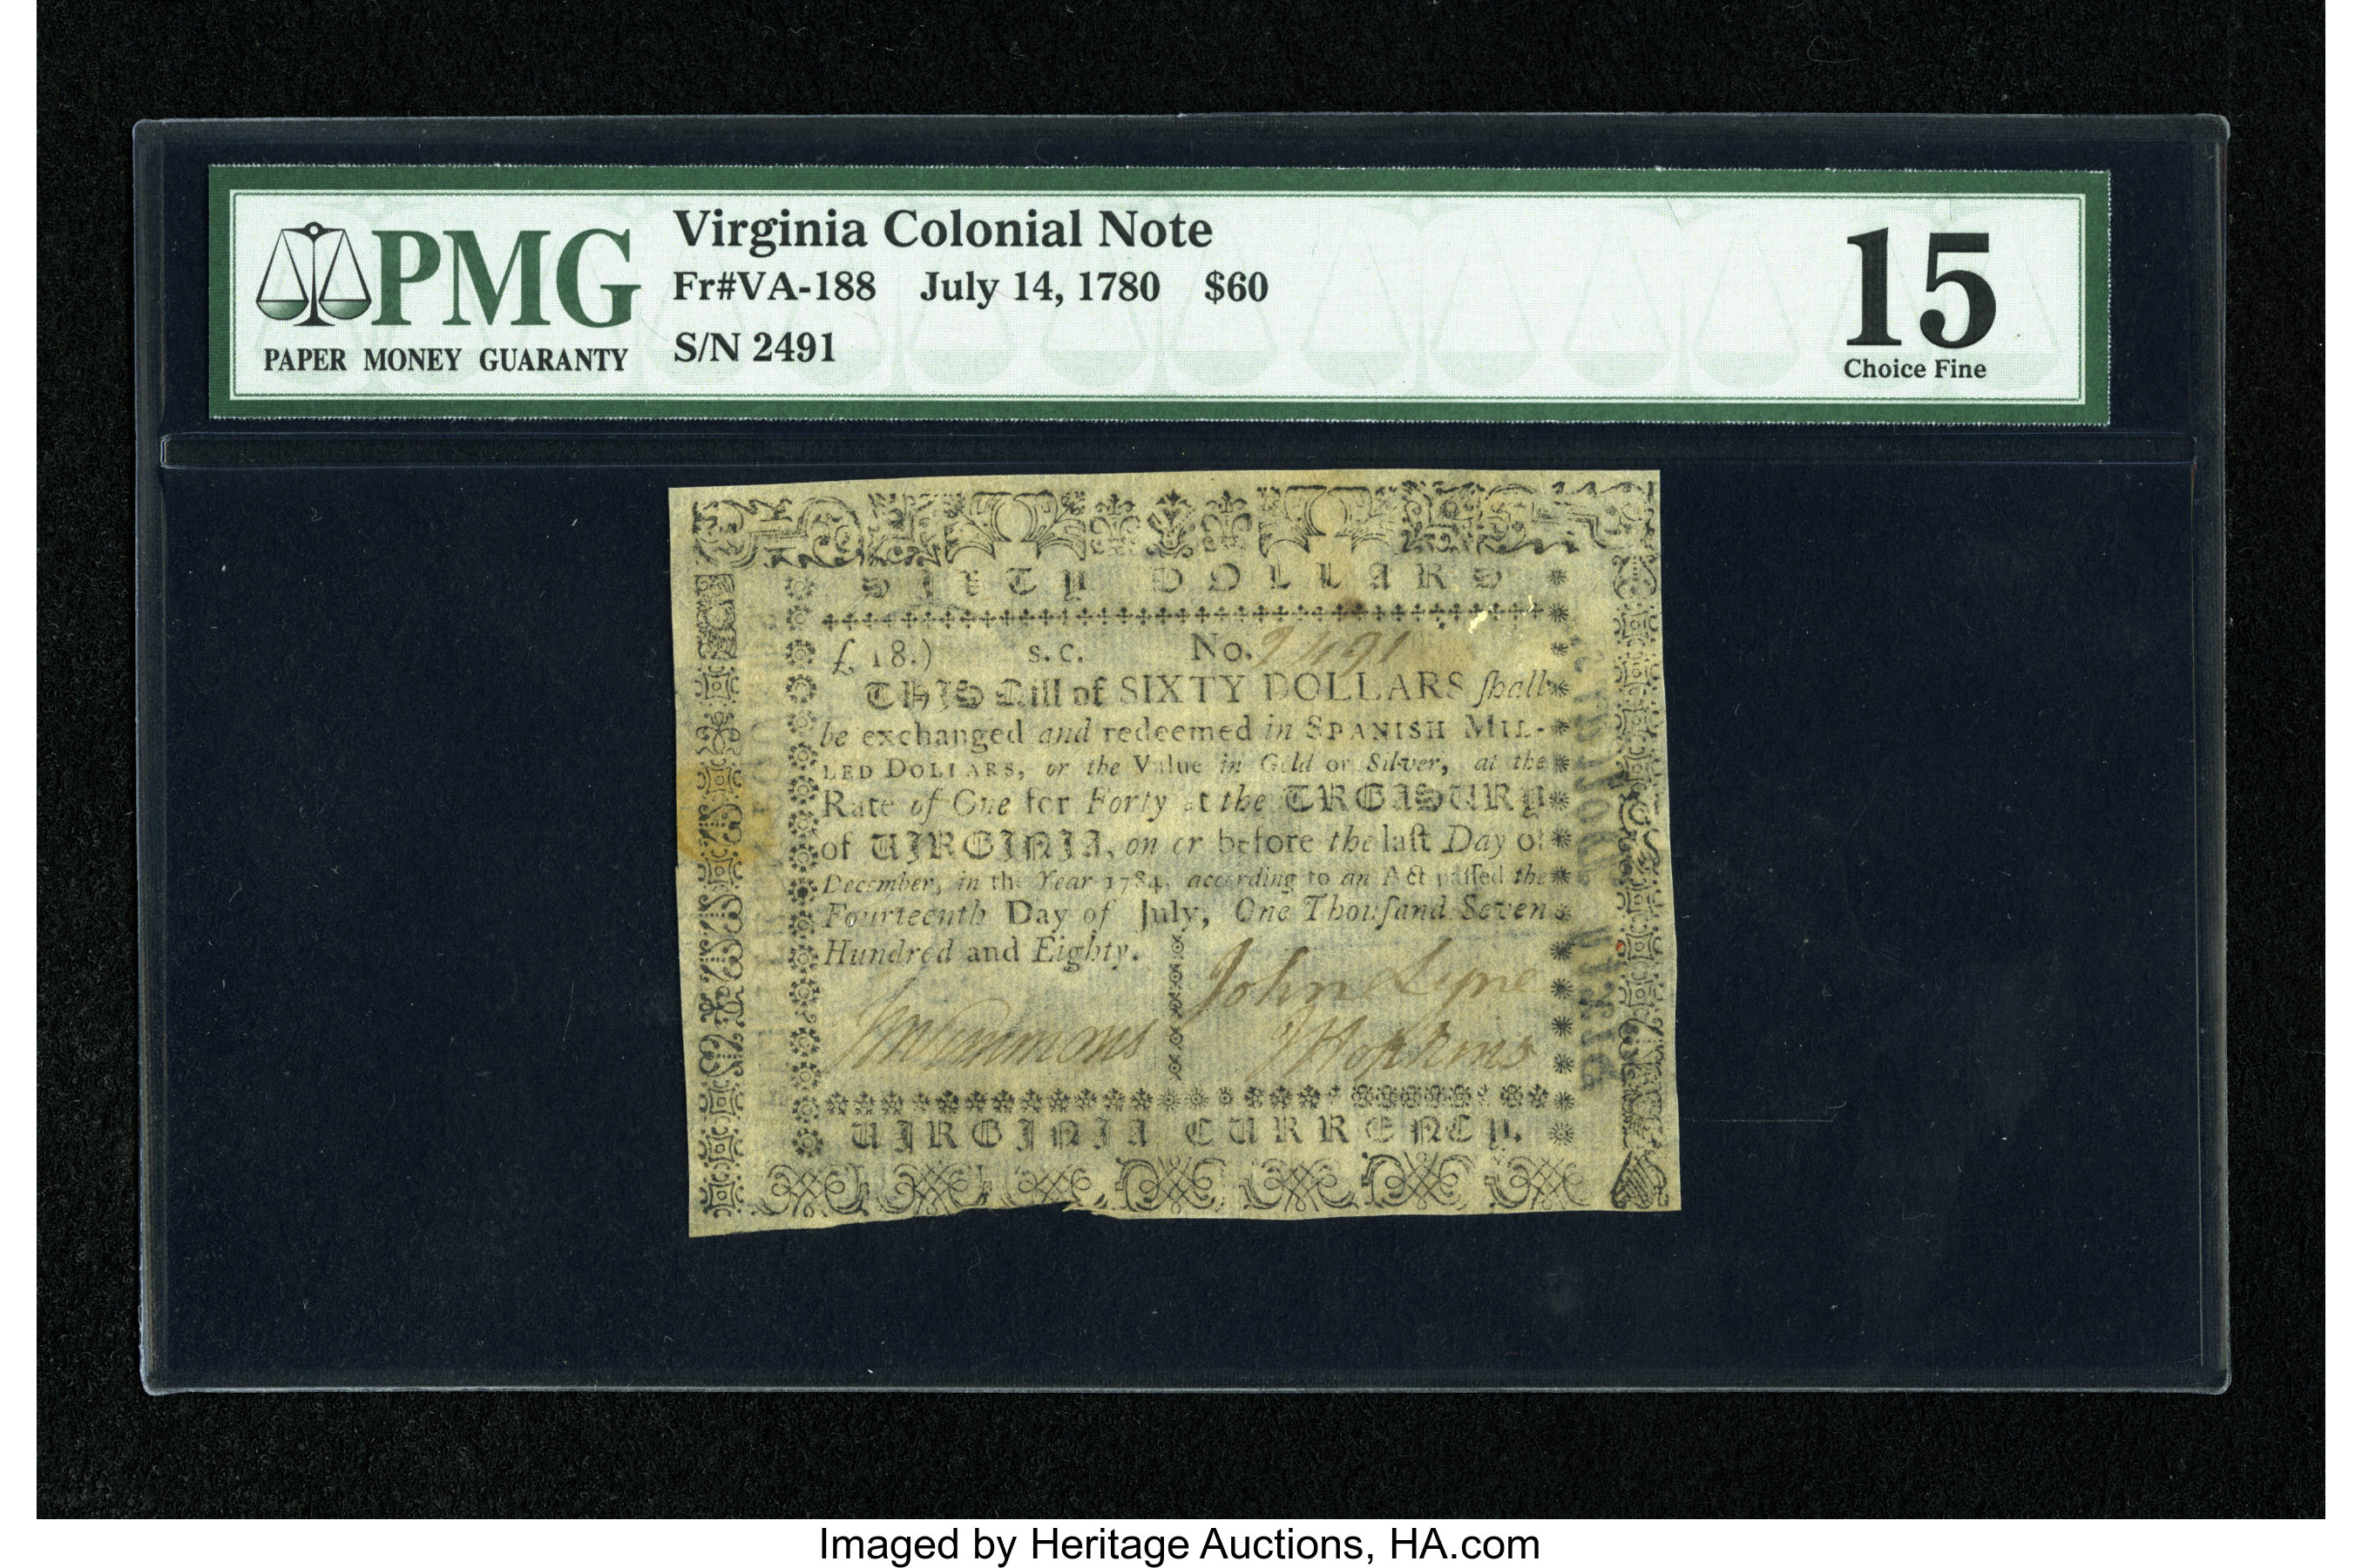 PMG
PAPER MONEY GUARANTY
Virginia Colonial Note
Fr#VA-188 July 14, 1780 $60
S/N 2491
15
Choice Fine
SIXTY DOLLARS
£ 18.) s. c. No. 2491
THIS Bill of SIXTY DOLLARS ſhall
be exchanged and redeemed in SPANISH MIL-
LED DOLLARS, or the Value in Gold or Silver, at the
Rate of One for Forty at the TREASURY
of VIRGINIA, on or before the laſt Day of
December, in the Year 1784, according to an Act paſſed the
Fourteenth Day of July, One Thouſand Seven
Hundred and Eighty.
John Lyne
Simmons
J Hopkins
VIRGINIA CURRENCY.
Imaged by Heritage Auctions, HA.com